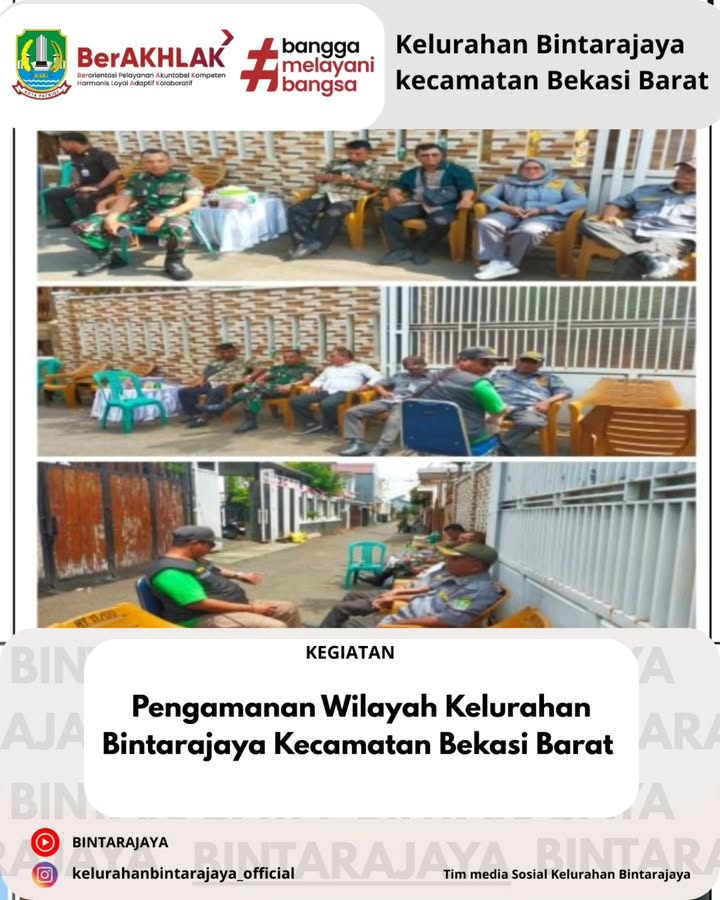 BerAKHLAK
Berorientasi Pelayanan Akuntabel Kompeten
Harmonis Loyal Adaptif Kolaboratif
#bangga
melayani
bangsa
Kelurahan Bintarajaya
kecamatan Bekasi Barat
KEGIATAN
Pengamanan Wilayah Kelurahan
Bintarajaya Kecamatan Bekasi Barat
BINTARAJAYA
kelurahanbintarajaya_official
Tim media Sosial Kelurahan Bintarajaya